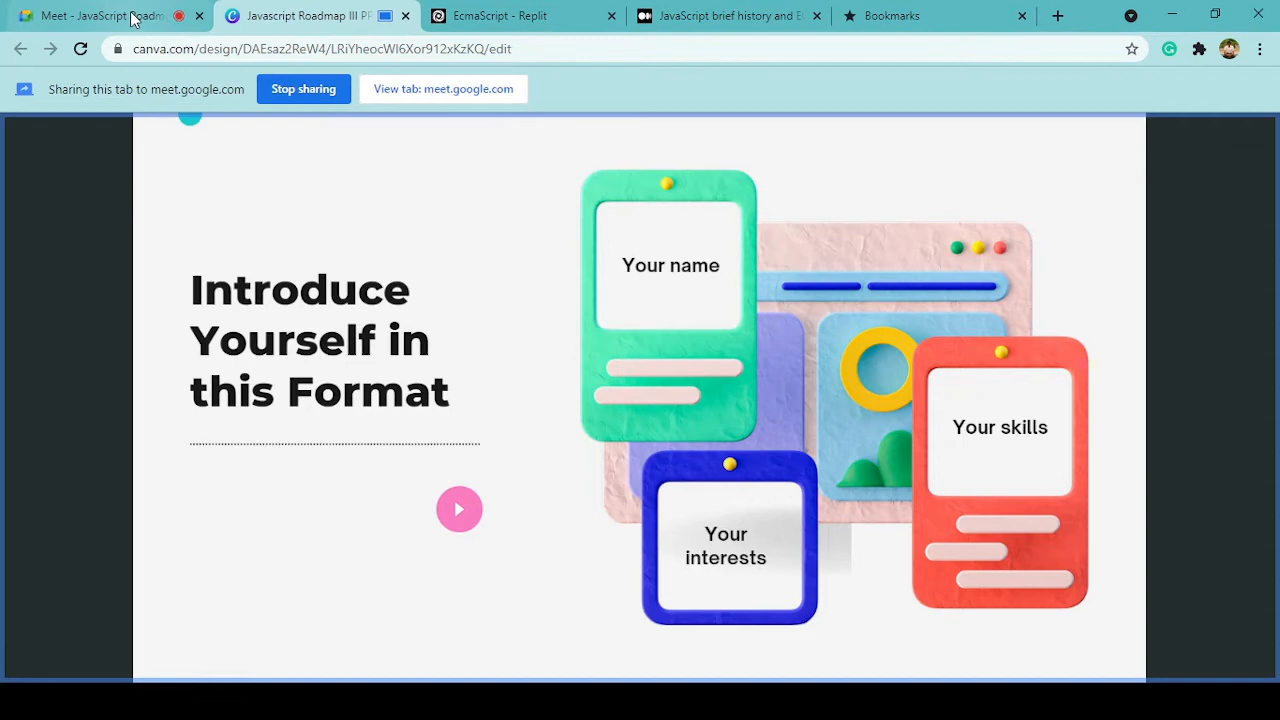 Meet - JavaScript Roadm
Javascript Roadmap III PP
EcmaScript - Replit
JavaScript brief history and E
Bookmarks
canva.com/design/DAEsaz2ReW4/LRiYheocWI6Xor912xKzKQ/edit
Sharing this tab to meet.google.com
Stop sharing
View tab: meet.google.com
Introduce
Yourself in
this Format
Your name
Your skills
Your
interests